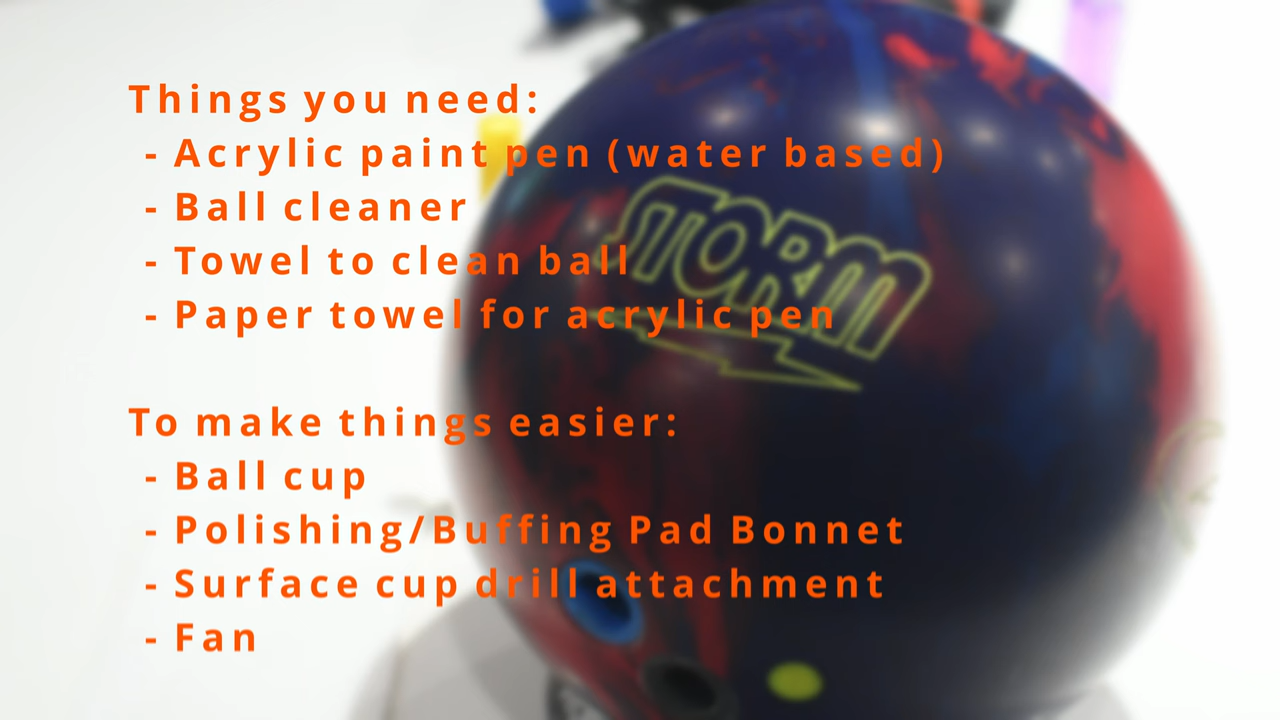 Things you need:
- Acrylic paint pen (water based)
- Ball cleaner
- Towel to clean ball
- Paper towel for acrylic pen
To make things easier:
- Ball cup
- Polishing/Buffing Pad Bonnet
- Surface cup drill attachment
- Fan
STORM